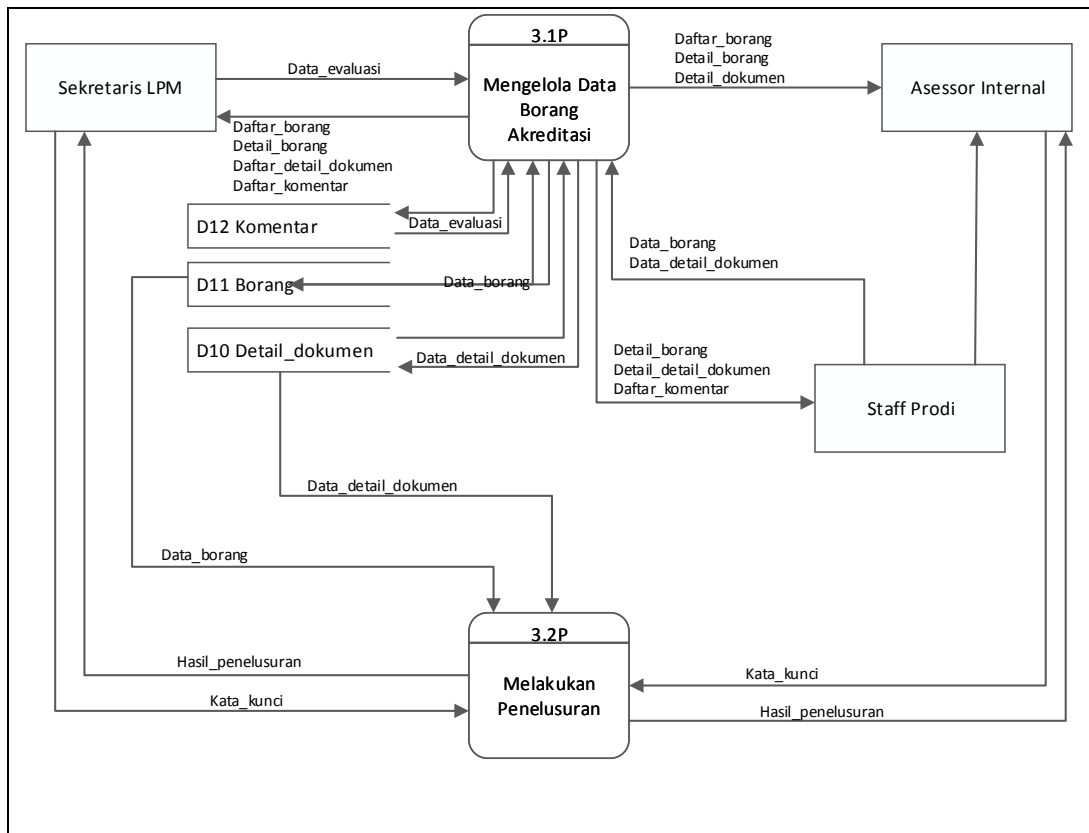 3.1P
Mengelola Data
Borang
Akreditasi
Sekretaris LPM
Data_evaluasi
Daftar_borang
Detail_borang
Daftar_detail_dokumen
Daftar_komentar
Daftar_borang
Detail_borang
Detail_dokumen
Asessor Internal
D12 Komentar
Data_evaluasi
D11 Borang
Data_borang
D10 Detail_dokumen
Data_detail_dokumen
Data_borang
Data_detail_dokumen
Detail_borang
Detail_detail_dokumen
Daftar_komentar
Staff Prodi
Data_detail_dokumen
Data_borang
3.2P
Melakukan
Penelusuran
Hasil_penelusuran
Kata_kunci
Kata_kunci
Hasil_penelusuran